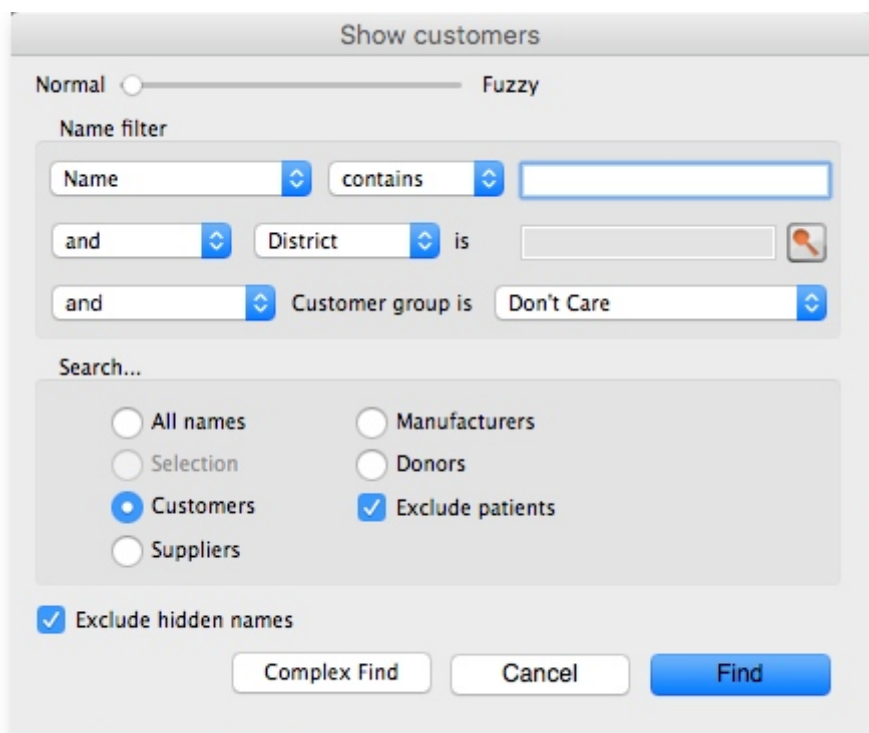 Show customers
Normal Fuzzy
Name filter
Name contains
and District is
and Customer group is Don't Care
Search...
All names Manufacturers
Selection Donors
Customers Exclude patients
Suppliers
Exclude hidden names
Complex Find Cancel Find